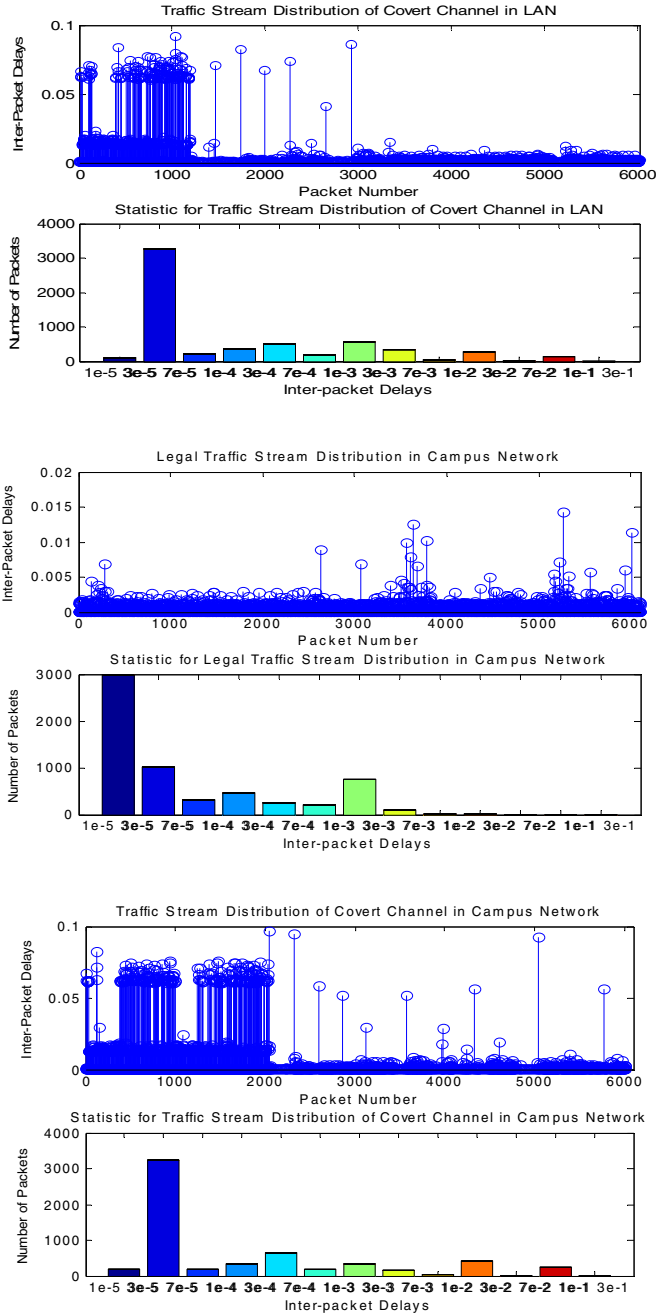 Traffic Stream Distribution of Covert Channel in LAN
0.1
0.05
0
Inter-Packet Delays
0 1000 2000 3000 4000 5000 6000
Packet Number
Statistic for Traffic Stream Distribution of Covert Channel in LAN
4000
3000
2000
1000
0
Number of Packets
1e-5 3e-5 7e-5 1e-4 3e-4 7e-4 1e-3 3e-3 7e-3 1e-2 3e-2 7e-2 1e-1 3e-1
Inter-packet Delays
Legal Traffic Stream Distribution in Campus Network
0.02
0.015
0.01
0.005
0
Inter-Packet Delays
0 1000 2000 3000 4000 5000 6000
Packet Number
Statistic for Legal Traffic Stream Distribution in Campus Network
3000
2000
1000
0
Number of Packets
1e-5 3e-5 7e-5 1e-4 3e-4 7e-4 1e-3 3e-3 7e-3 1e-2 3e-2 7e-2 1e-1 3e-1
Inter-packet Delays
Traffic Stream Distribution of Covert Channel in Campus Network
0.1
0.05
0
Inter-Packet Delays
0 1000 2000 3000 4000 5000 6000
Packet Number
Statistic for Traffic Stream Distribution of Covert Channel in Campus Network
4000
3000
2000
1000
0
Number of Packets
1e-5 3e-5 7e-5 1e-4 3e-4 7e-4 1e-3 3e-3 7e-3 1e-2 3e-2 7e-2 1e-1 3e-1
Inter-packet Delays